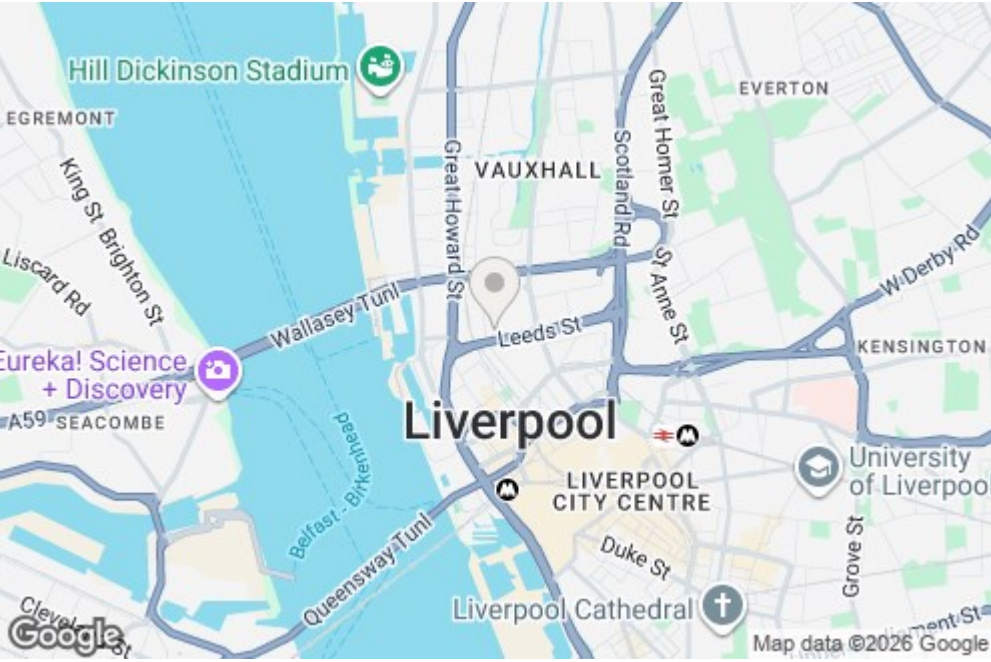 Hill Dickinson Stadium
EVERTON
EGREMONT
Great Homer St
Scotland Rd
Great Howard St
VAUXHALL
King St
Brighton St
Liscard Rd
St Anne St
W Derby Rd
Wallasey Tunl
Leeds St
KENSINGTON
Eureka! Science
+ Discovery
A59
SEACOMBE
Liverpool
Belfast - Birkenhead
University
of Liverpool
LIVERPOOL
CITY CENTRE
Queensway Tunl
Duke St
Grove St
Liverpool Cathedral
Google
Map data ©2026 Google